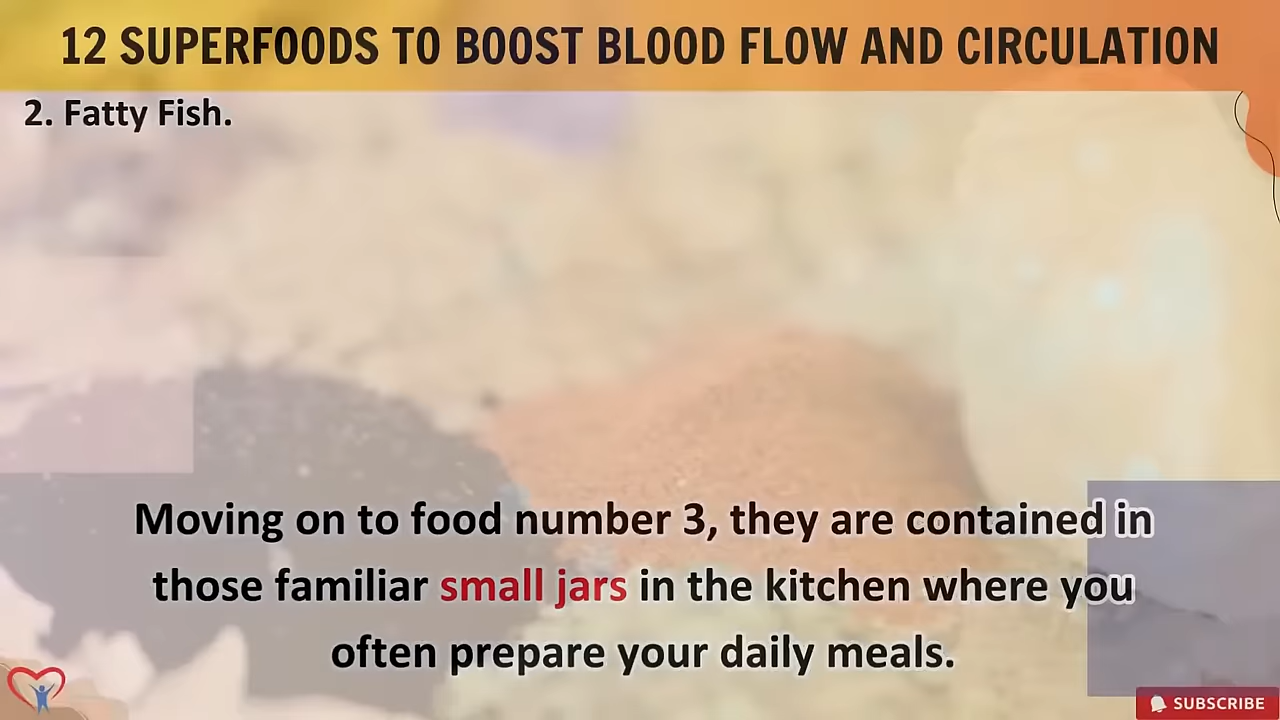 12 SUPERFOODS TO BOOST BLOOD FLOW AND CIRCULATION
2. Fatty Fish.
Moving on to food number 3, they are contained in
those familiar small jars in the kitchen where you
often prepare your daily meals.
SUBSCRIBE